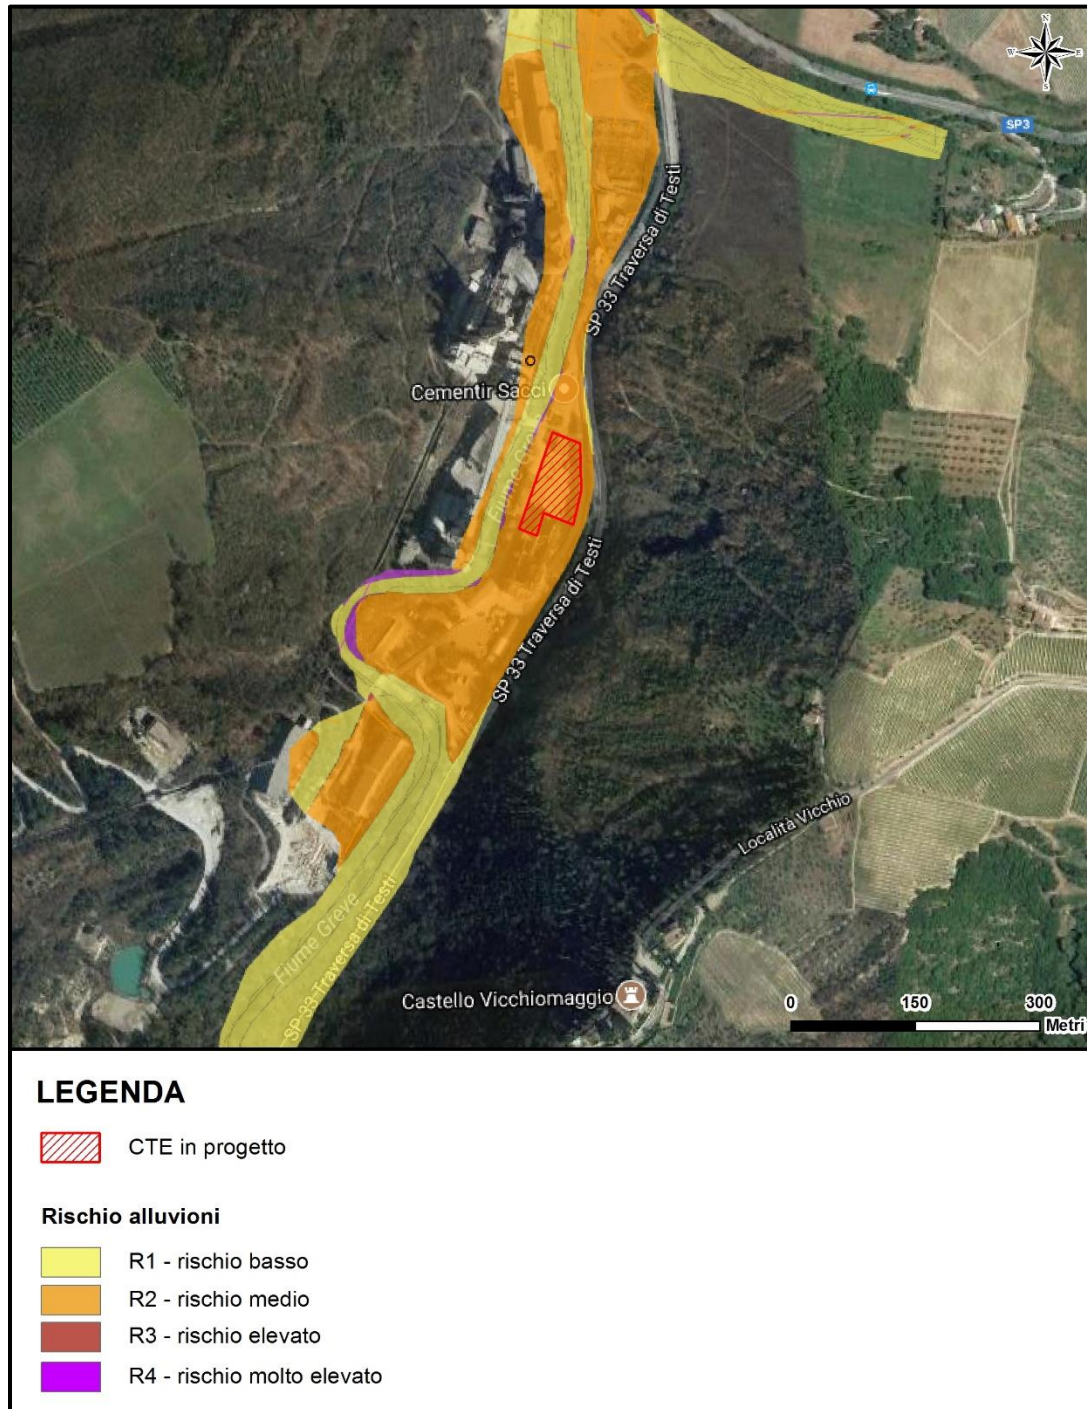 N
W E
S
SP3
SP 33 Traversa di Testi
Cementir Sacci
Fiume Greve
SP 33 Traversa di Testi
Località Vicchio
Fiume Greve
SP 33 Traversa di Testi
Castello Vicchiomaggio
0 150 300
Metri
LEGENDA
CTE in progetto
Rischio alluvioni
R1 - rischio basso
R2 - rischio medio
R3 - rischio elevato
R4 - rischio molto elevato